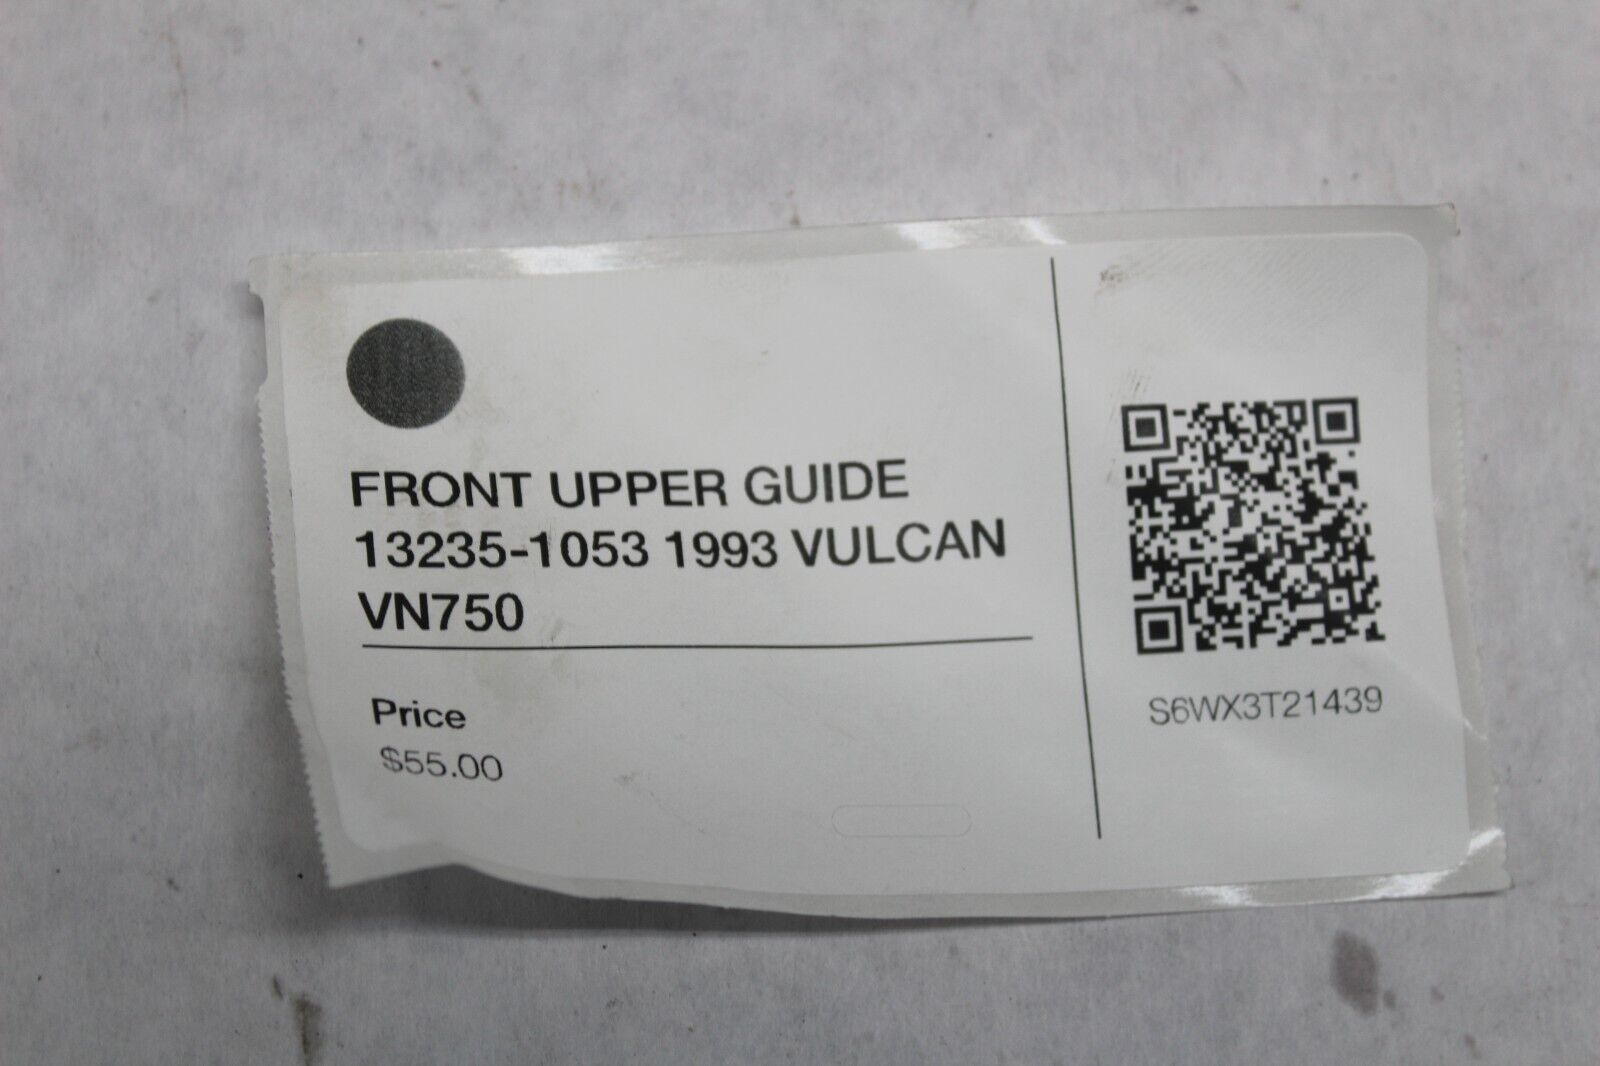 FRONT UPPER GUIDE
13235-1053 1993 VULCAN
VN750
Price
$55.00
S6WX3T21439